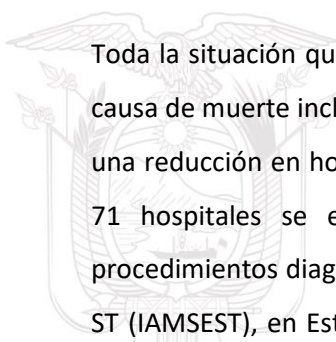 Toda la situación qu
causa de muerte incl
una reducción en ho
71 hospitales se e
procedimientos diag
ST (IAMSEST), en Est